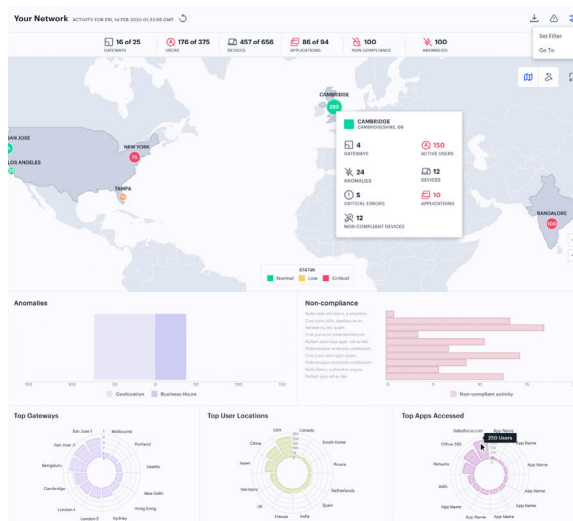 Your Network ACTIVITY FOR FRI, 14 FEB 2020 01:33:58 GMT
16 of 25
GATEWAYS
176 of 375
USERS
457 of 656
DEVICES
86 of 94
APPLICATIONS
100
NON-COMPLIANCE
100
ANOMALIES
Set Filter
Go To
CAMBRIDGE
250
CAMBRIDGE
CAMBRIDGESHIRE, GB
4
GATEWAYS
150
ACTIVE USERS
24
ANOMALIES
12
DEVICES
5
CRITICAL ERRORS
10
APPLICATIONS
12
NON-COMPLIANT DEVICES
SAN JOSE
LOS ANGELES
NEW YORK
75
TAMPA
BANGALORE
100
STATUS
Normal Low Critical
Anomalies
150 100 50 0 50 100 150
Geolocation Business Hours
Non-compliance
0 5 10 15
Non-compliant activity
Top Gateways
San Jose-1
Melbourne
San Jose -2
Portland
Bengaluru
Seattle
Cambridge
New Delhi
London-1
Hong Kong
London-2
Sydney
Top User Locations
USA
Canada
China
South Korea
Japan
Russia
Germany
Netherlands
UK
Spain
France
India
Top Apps Accessed
Salesforce.com
App Name
250 Users
Office 365
App Name
Netsuite
App Name
AWS
App Name
App Name
App Name
App Name
App Name